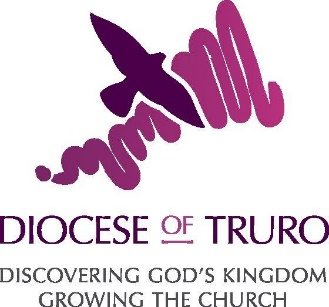 DIOCESE OF TRURO
DISCOVERING GOD'S KINGDOM
GROWING THE CHURCH